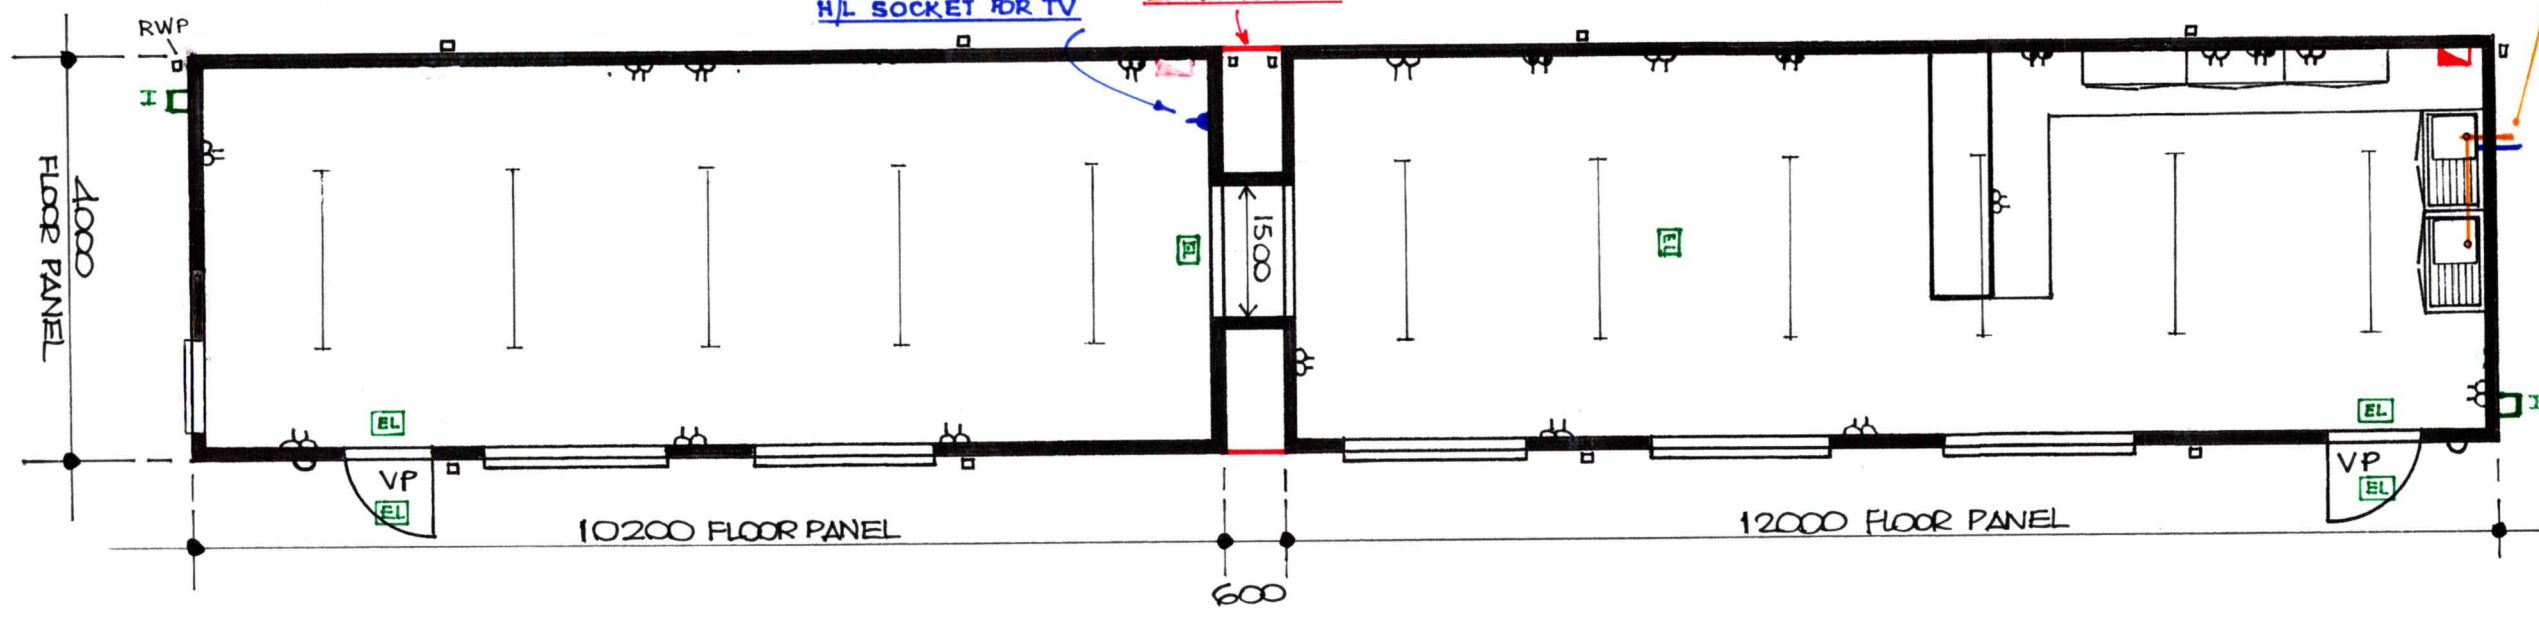 H/L SOCKET FOR TV
RWP
I
4000
FLOOR PANEL
1500
EL
EL
EL
EL
I
VP
EL
VP
EL
10200 FLOOR PANEL
12000 FLOOR PANEL
600